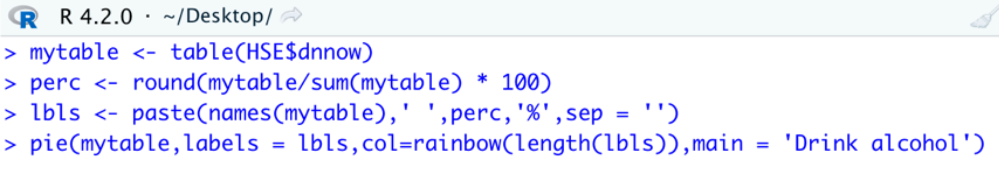 R R 4.2.0 · ~/Desktop/
> mytable <- table(HSE$dnnow)
> perc <- round(mytable/sum(mytable) * 100)
> lbls <- paste(names(mytable),' ',perc,'%',sep = '')
> pie(mytable,labels = lbls,col=rainbow(length(lbls)),main = 'Drink alcohol')